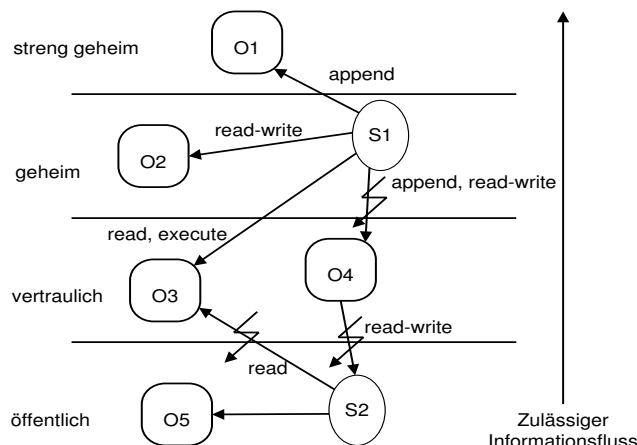 streng geheim
O1
append
read-write
S1
O2
geheim
append, read-write
read, execute
O4
vertraulich
O3
read-write
read
öffentlich
O5
S2
Zulässiger
Informationsfluss